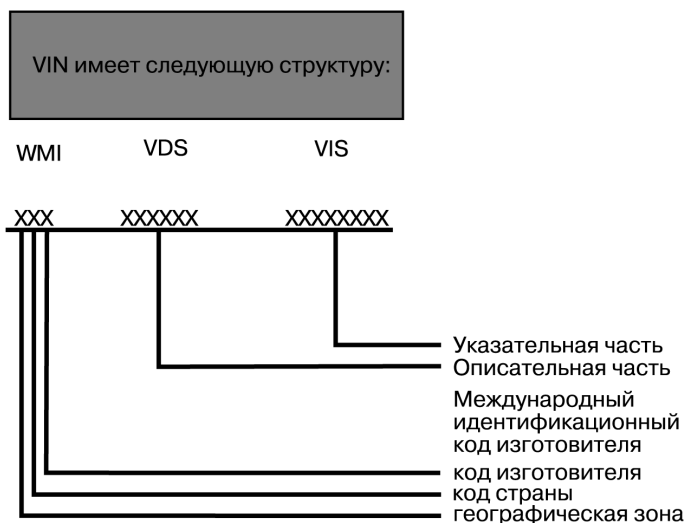 VIN имеет следующую структуру:
WMI VDS VIS
XXX XXXXXX XXXXXXXX
Указательная часть
Описательная часть
Международный
идентификационный
код изготовителя
код изготовителя
код страны
географическая зона